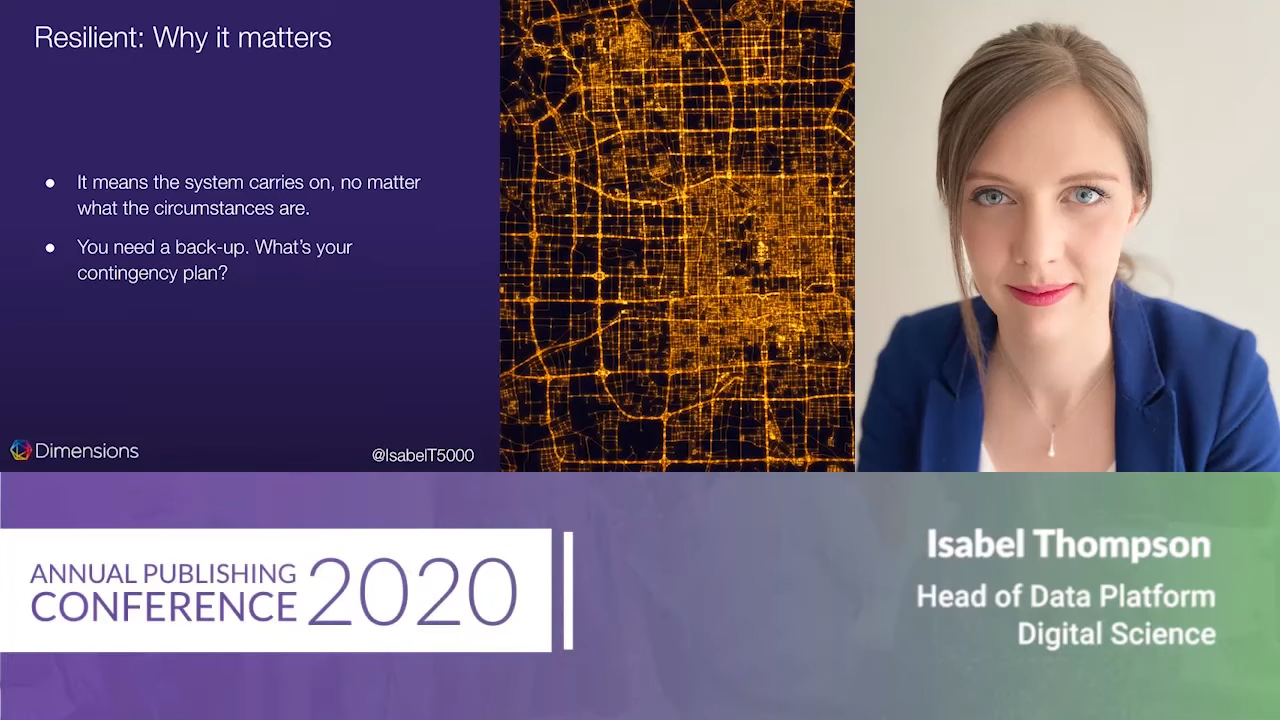 Resilient: Why it matters
● It means the system carries on, no matter
what the circumstances are.
● You need a back-up. What's your
contingency plan?
Dimensions
@IsabelT5000
ANNUAL PUBLISHING
CONFERENCE 2020
Isabel Thompson
Head of Data Platform
Digital Science